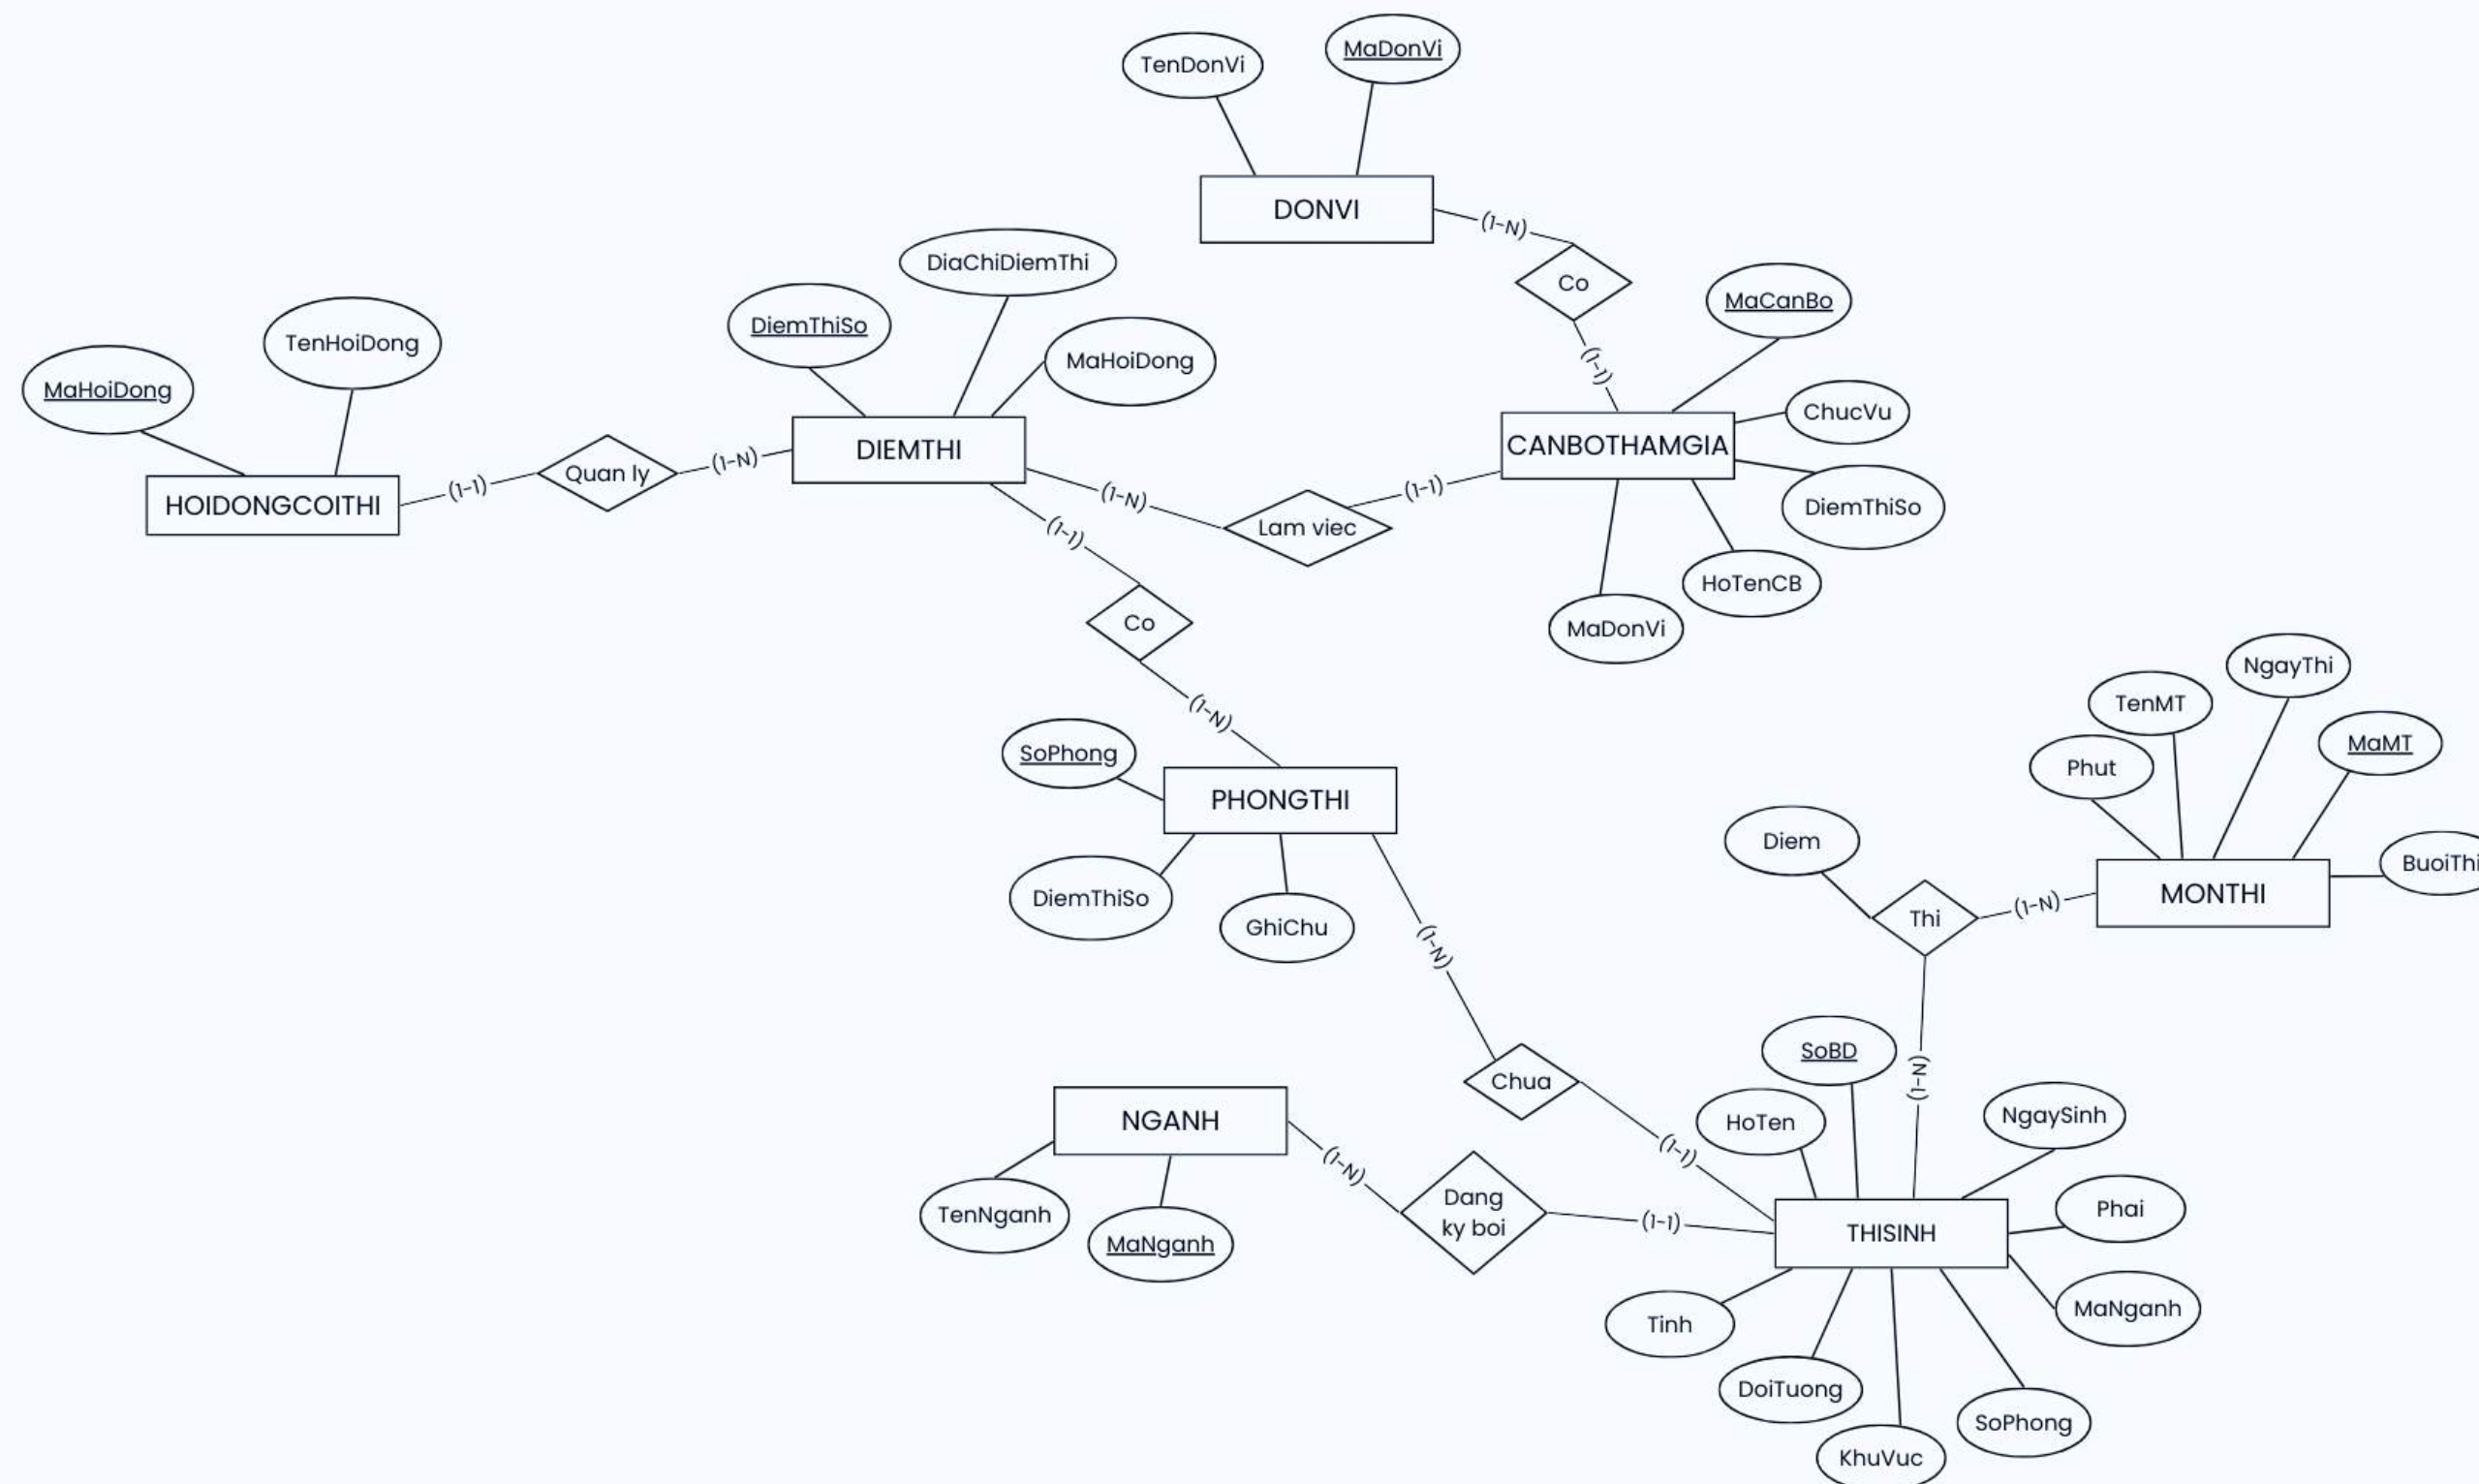 MaDonVi
TenDonVi
DONVI
(1-N)
Co
(1-1)
DiaChiDiemThi
DiemThiSo
MaHoiDong
MaCanBo
TenHoiDong
MaHoiDong
ChucVu
CANBOTHAMGIA
DIEMTHI
(1-N)
Quan ly
(1-1)
HOIDONGCOITHI
(1-N)
(1-1)
Lam viec
DiemThiSo
HoTenCB
MaDonVi
(1-1)
Co
(1-N)
NgayThi
TenMT
MaMT
Phut
SoPhong
PHONGTHI
DiemThiSo
GhiChu
Diem
BuoiThi
MONTHI
(1-N)
Thi
(1-N)
(1-N)
Chua
(1-1)
SoBD
HoTen
NgaySinh
NGANH
(1-N)
Dang
ky boi
(1-1)
TenNganh
MaNganh
THISINH
Phai
MaNganh
Tinh
DoiTuong
SoPhong
KhuVuc